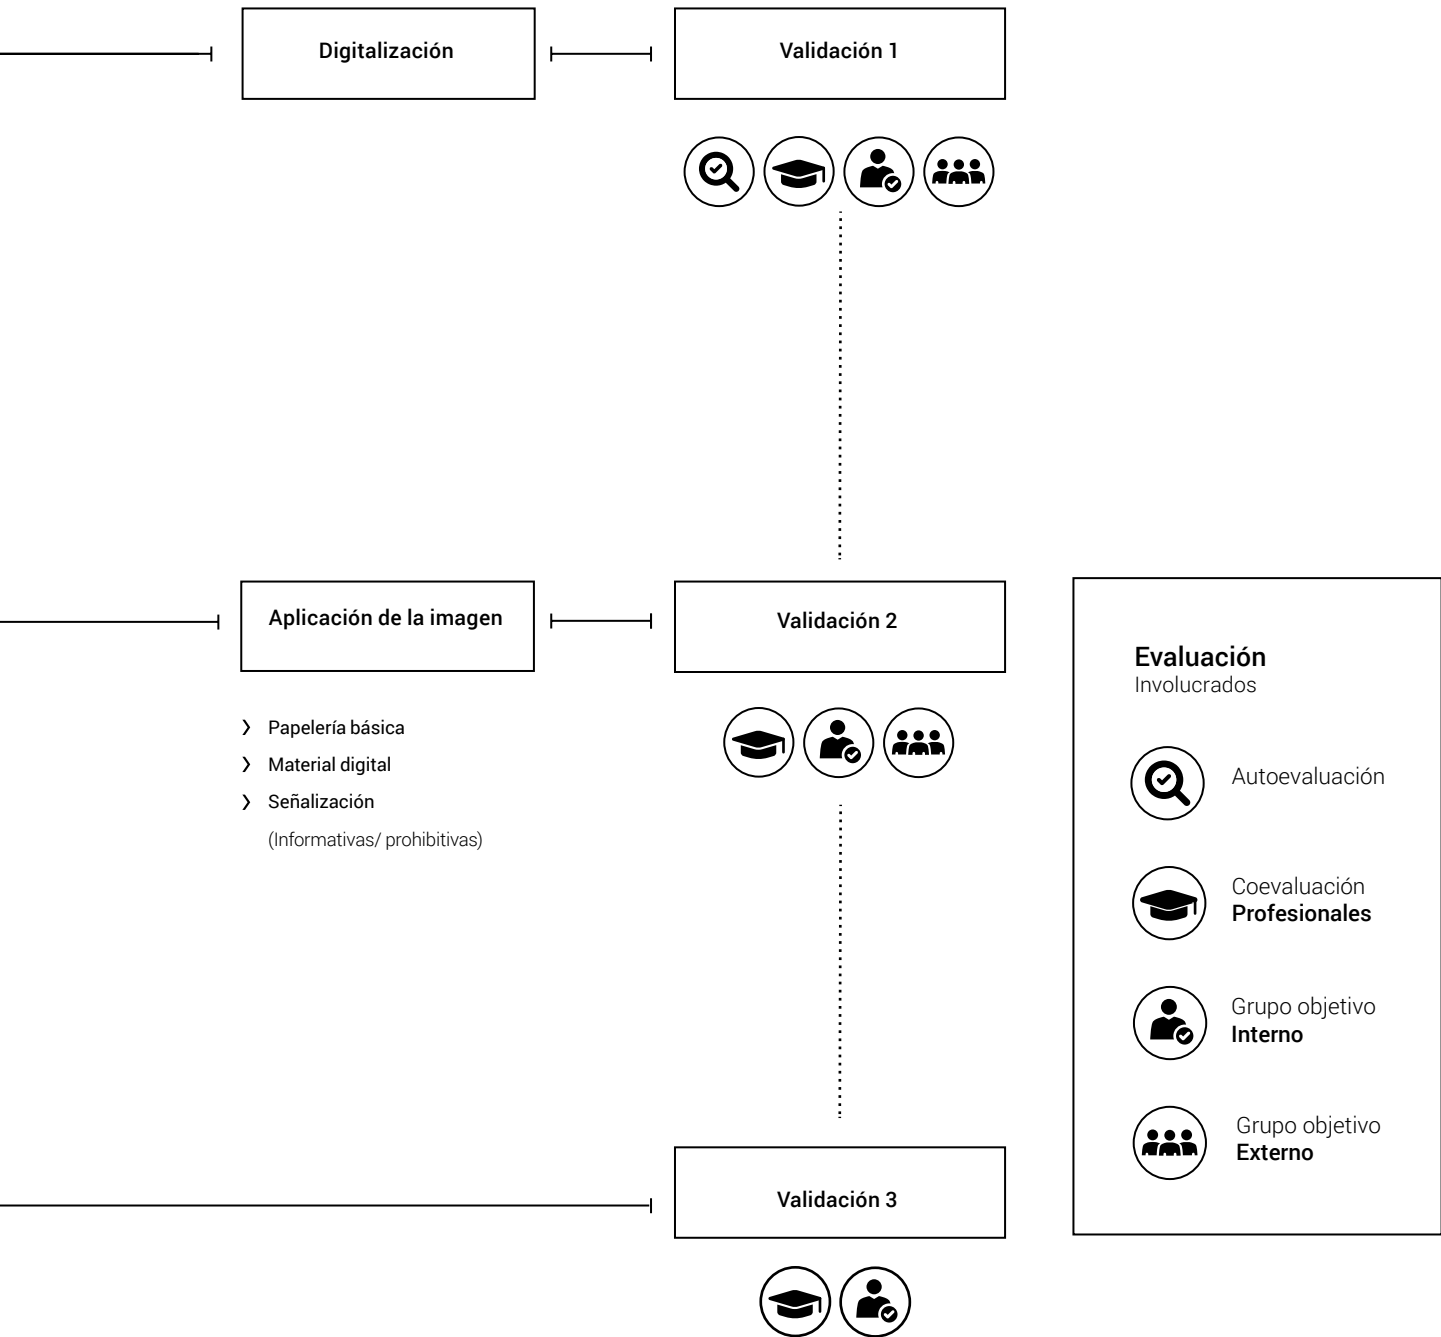 Digitalización
Validación 1
Aplicación de la imagen
Validación 2
Papelería básica
Material digital
Señalización
(Informativas/ prohibitivas)
Validación 3
Evaluación
Involucrados
Autoevaluación
Coevaluación
Profesionales
Grupo objetivo
Interno
Grupo objetivo
Externo